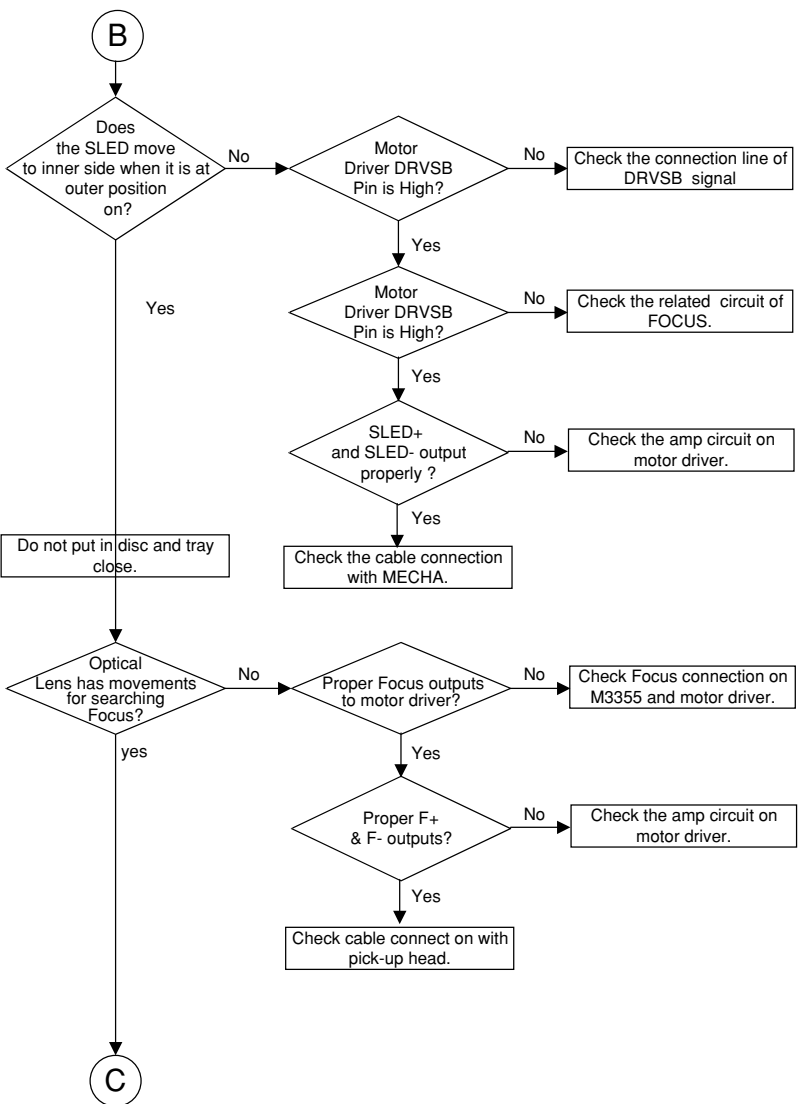 B
Does
the SLED move
to inner side when it is at
outer position
on?
No
Motor
Driver DRVSB
Pin is High?
No
Check the connection line of
DRVSB signal
Yes
Yes
Motor
Driver DRVSB
Pin is High?
No
Check the related circuit of
FOCUS.
Yes
SLED+
and SLED- output
properly ?
No
Check the amp circuit on
motor driver.
Yes
Check the cable connection
with MECHA.
Do not put in disc and tray
close.
Optical
Lens has movements
for searching
Focus?
No
Proper Focus outputs
to motor driver?
No
Check Focus connection on
M3355 and motor driver.
yes
Yes
Proper F+
& F- outputs?
No
Check the amp circuit on
motor driver.
Yes
Check cable connect on with
pick-up head.
C